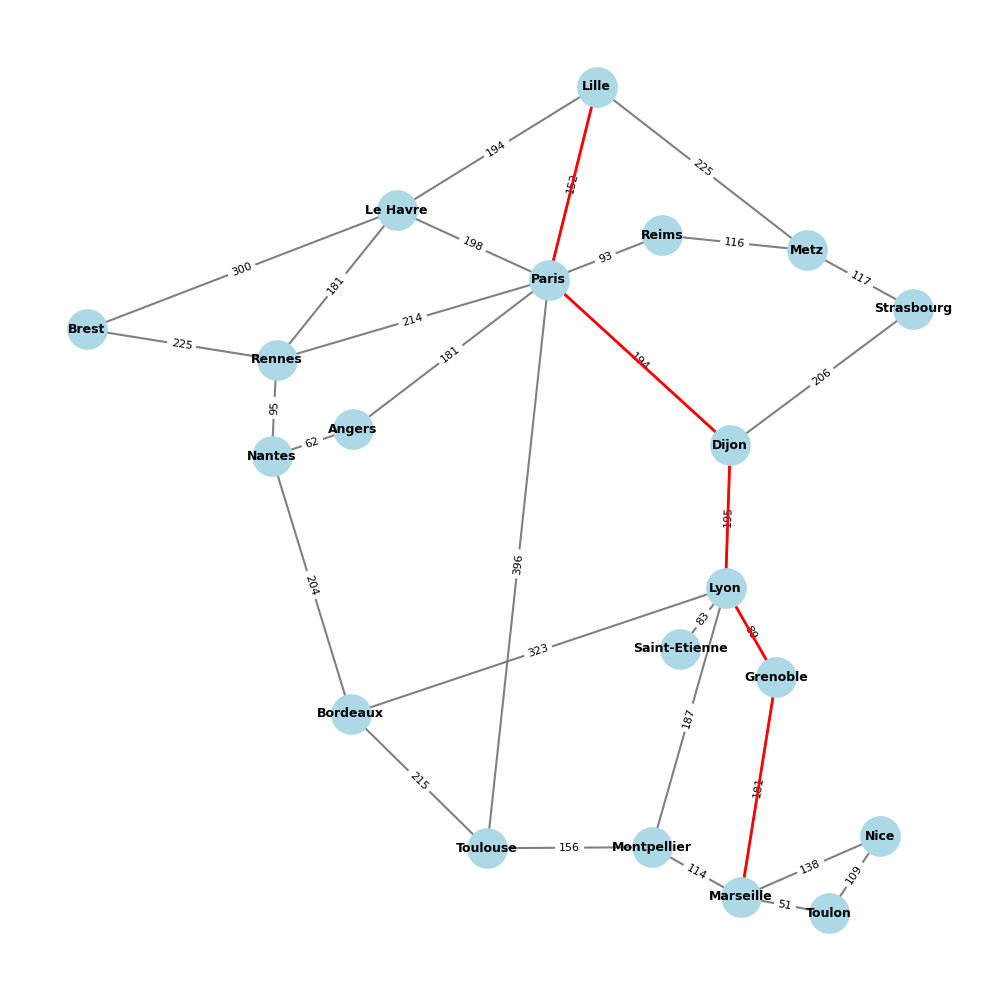 Lille
194
225
152
Le Havre
Reims
116
Metz
198
93
117
300
181
Paris
Strasbourg
214
Brest
225
Rennes
181
194
206
95
Angers
62
Nantes
Dijon
195
396
204
Lyon
83
89
323
Saint-Etienne
Grenoble
187
Bordeaux
215
181
Nice
Toulouse
156
Montpellier
138
114
109
Marseille
51
Toulon